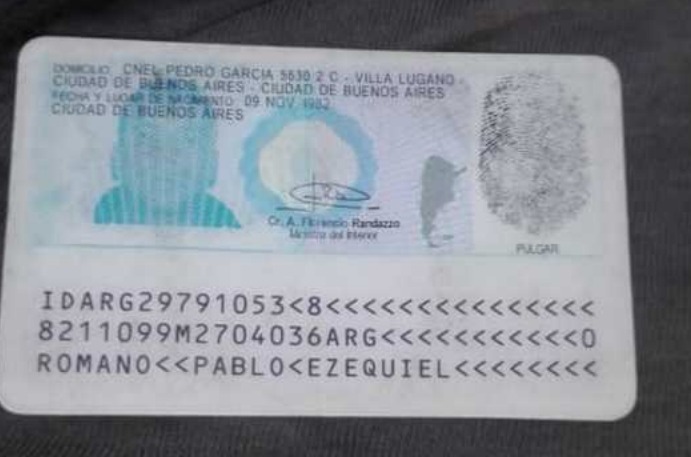 DOMICILIO: CNEL. PEDRO GARCIA 5630 2 C - VILLA LUGANO -
CIUDAD DE BUENOS AIRES - CIUDAD DE BUENOS AIRES
FECHA Y LUGAR DE NACIMIENTO: 09 NOV 1982
CIUDAD DE BUENOS AIRES
Cr. A. Florencio Randazzo
Ministro del Interior
PULGAR
IDARG29791053<8<<<<<<<<<<<<<<<
8211099M2704036ARG<<<<<<<<<<<0
ROMANO<<PABLO<EZEQUIEL<<<<<<<<